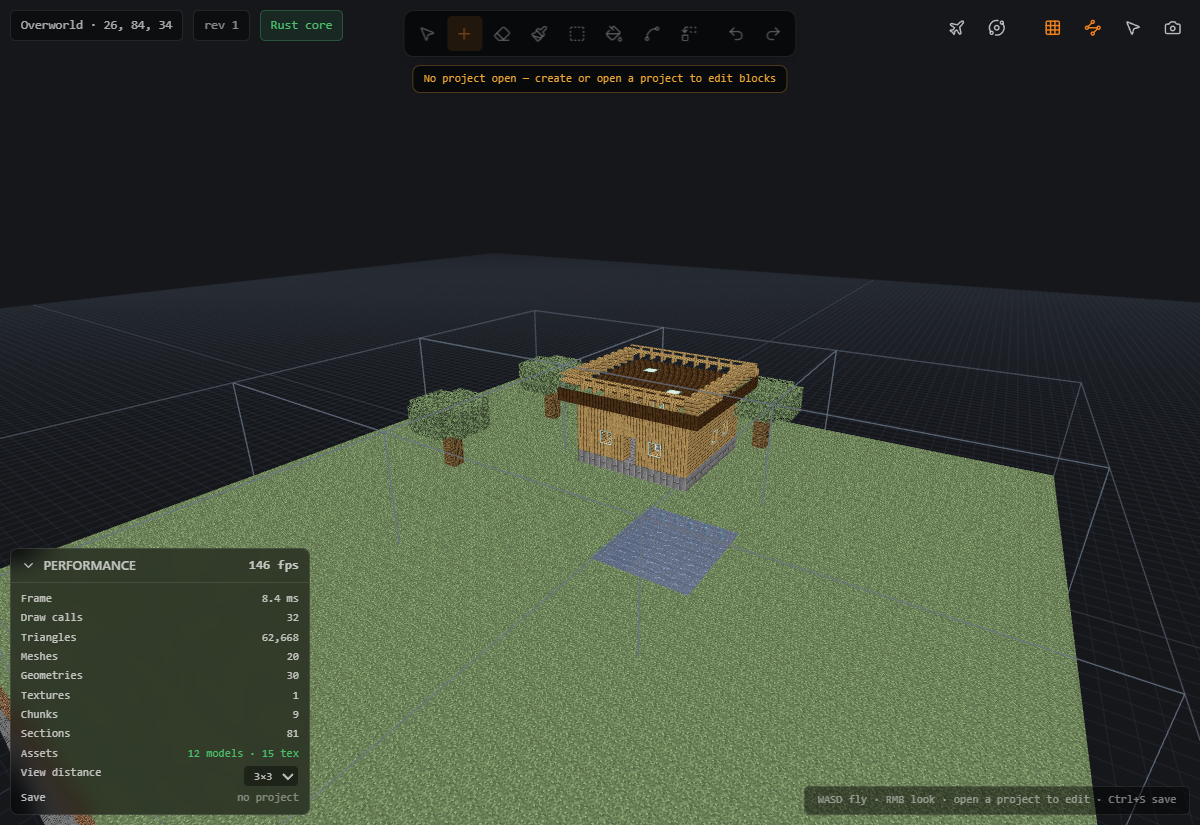 Overworld · 26, 84, 34
rev 1
Rust core
No project open — create or open a project to edit blocks
PERFORMANCE 146 fps
Frame 8.4 ms
Draw calls 32
Triangles 62,668
Meshes 20
Geometries 30
Textures 1
Chunks 9
Sections 81
Assets 12 models · 15 tex
View distance 3×3
Save no project
WASD fly · RMB look · open a project to edit · Ctrl+S save